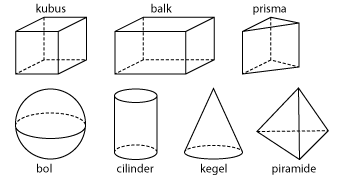 kubus balk prisma
bol cilinder kegel piramide